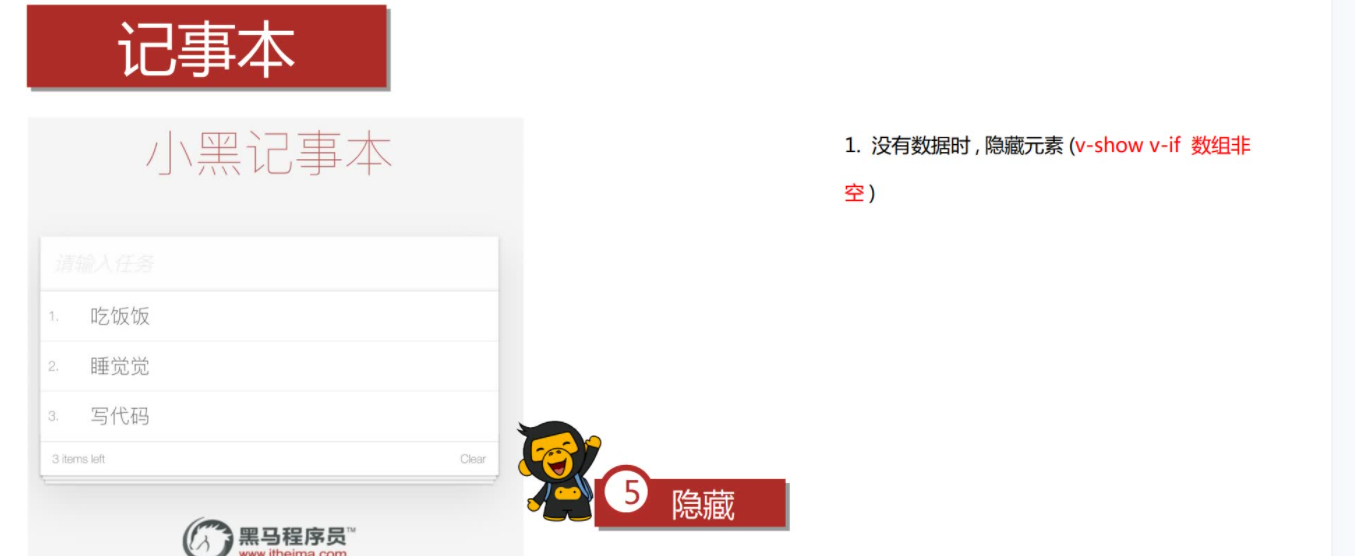 记事本
小黑记事本
请输入任务
1. 吃饭饭
2. 睡觉觉
3. 写代码
3 items left Clear
黑马程序员™
www.itheima.com
5 隐藏
1. 没有数据时 , 隐藏元素 (v-show v-if 数组非
空 )